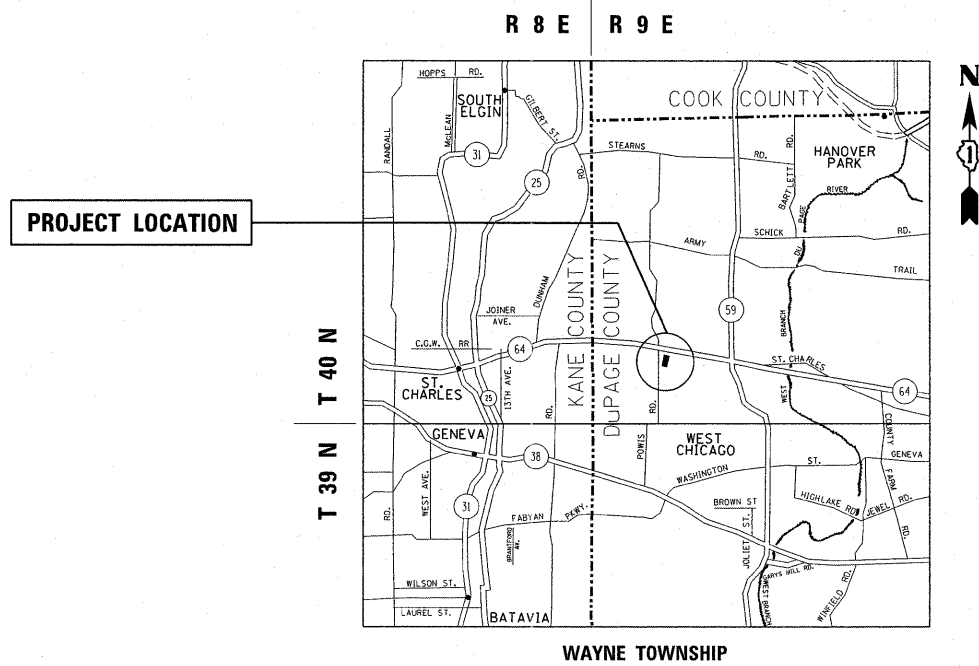 R 8 E
R 9 E
N
1
HOPPS RD.
SOUTH
ELGIN
GILBERT ST.
COOK COUNTY
RANDALL
McLEAN
31
25
RD.
STEARNS
RD.
BARTLETT
RD.
HANOVER
PARK
RIVER
PAGE
DU
SCHICK
RD.
ARMY
TRAIL
PROJECT LOCATION
KANE COUNTY
DuPAGE COUNTY
DUNHAM
JOINER
AVE.
59
BRANCH
WEST
C.G.W. RR
64
ST. CHARLES
64
T 40 N
ST.
CHARLES
25
13TH AVE.
RD.
RD.
COUNTY
FARM
RD.
GENEVA
38
POWIS
WEST
CHICAGO
WASHINGTON
ST.
GENEVA
T 39 N
RD.
WEST AVE.
31
FABYAN
PKWY.
BRANTFORD
AV.
BROWN ST
JOLIET ST.
HIGHLAKE RD.
JEWEL RD.
GARYS MILL RD.
WEST BRANCH
WINFIELD RD.
WILSON ST.
LAUREL ST.
BATAVIA
WAYNE TOWNSHIP